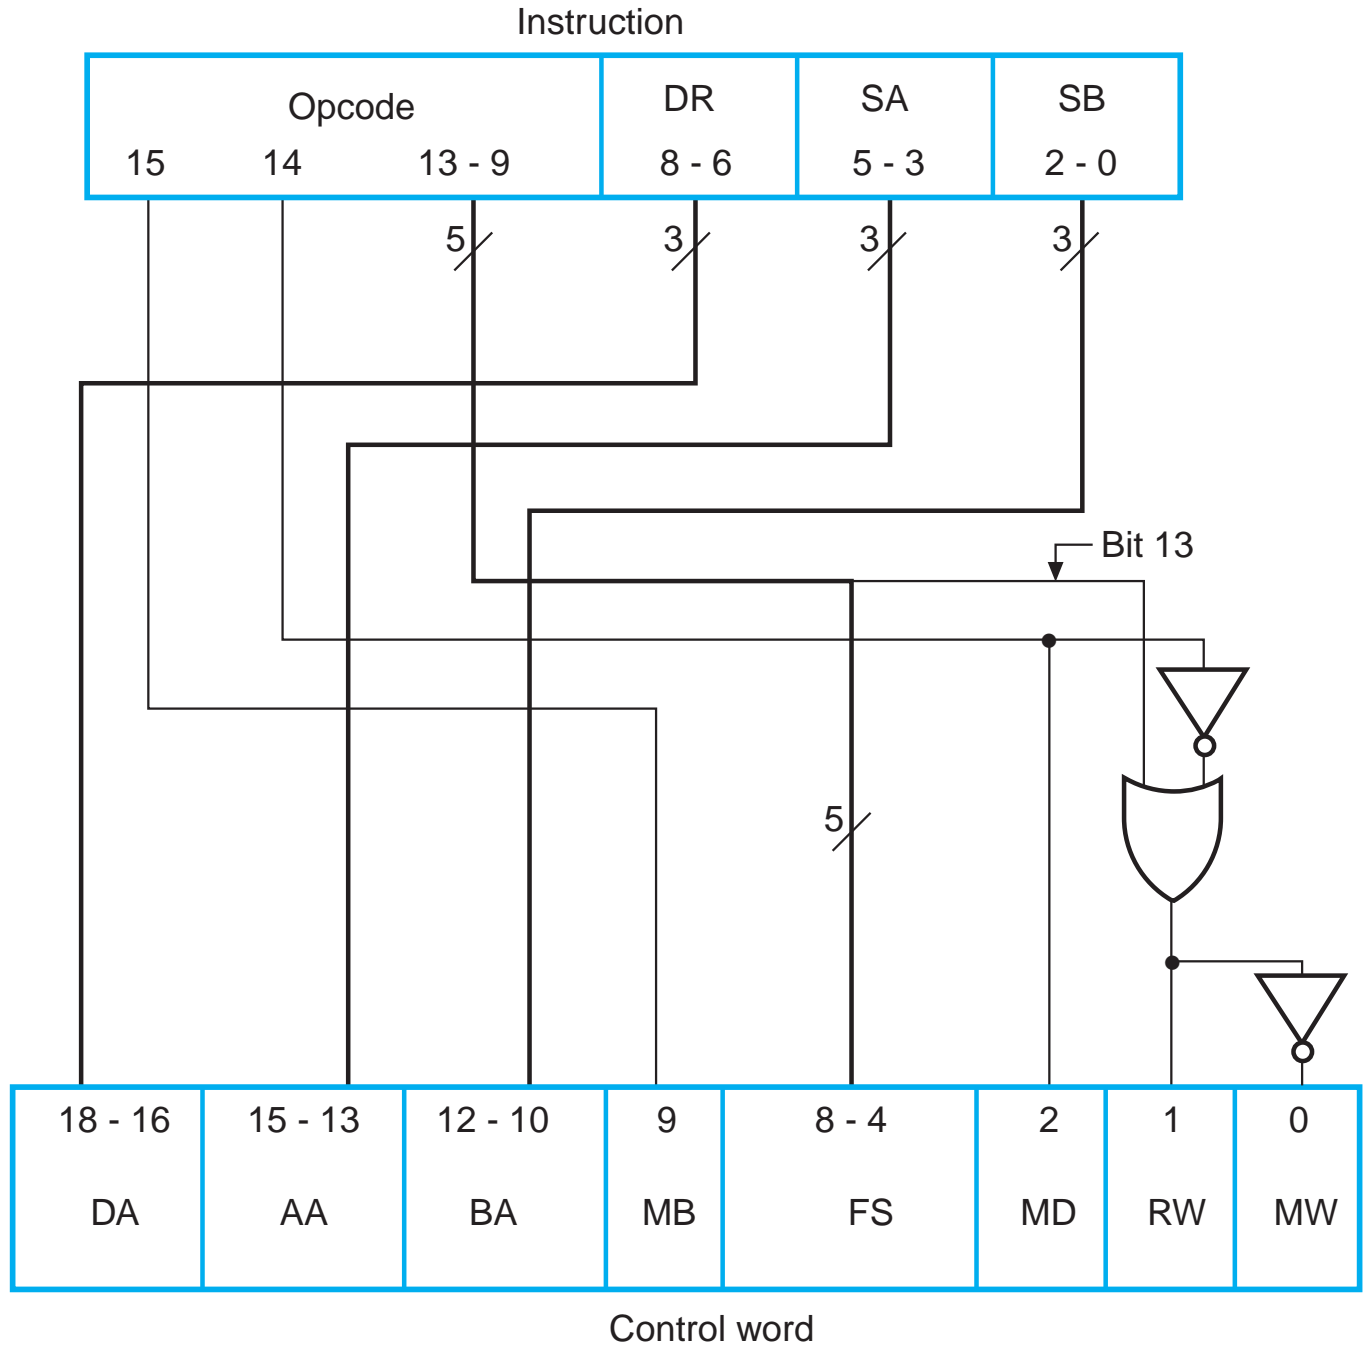 Instruction
Opcode DR SA SB
15 14 13 - 9 8 - 6 5 - 3 2 - 0
5 3 3 3
Bit 13
5
18 - 16 15 - 13 12 - 10 9 8 - 4 2 1 0
DA AA BA MB FS MD RW MW
Control word